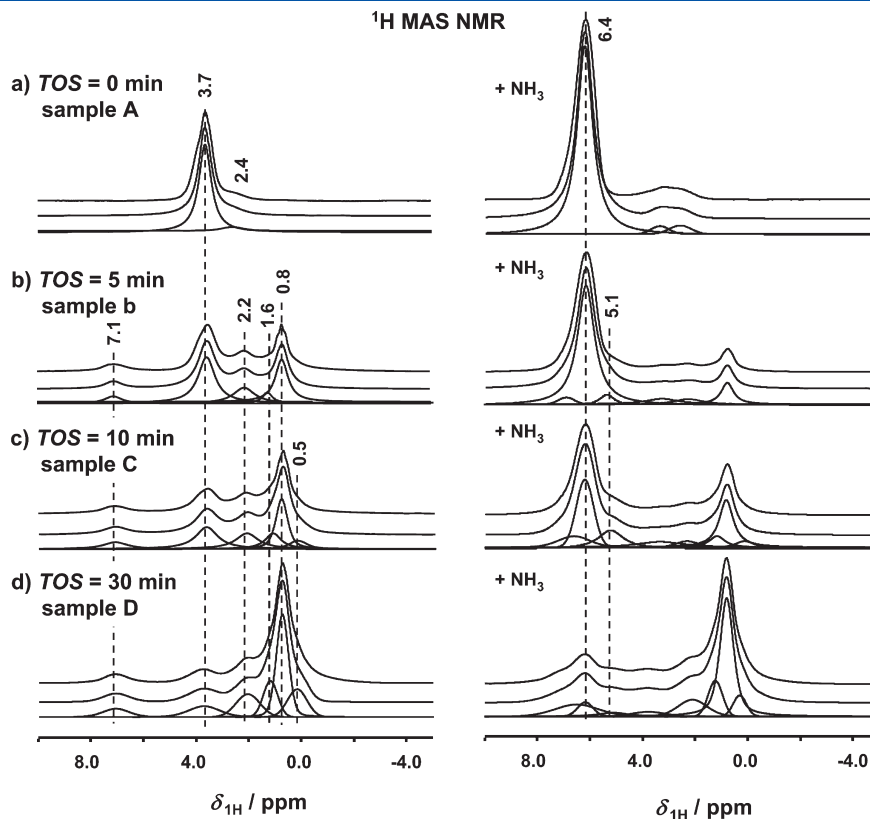 ¹H MAS NMR
a) TOS = 0 min
sample A
3.7
2.4
+ NH₃
6.4
b) TOS = 5 min
sample b
7.1
2.2
1.6
0.8
+ NH₃
5.1
c) TOS = 10 min
sample C
0.5
+ NH₃
d) TOS = 30 min
sample D
+ NH₃
8.0 4.0 0.0 -4.0
δ₁H / ppm
8.0 4.0 0.0 -4.0
δ₁H / ppm